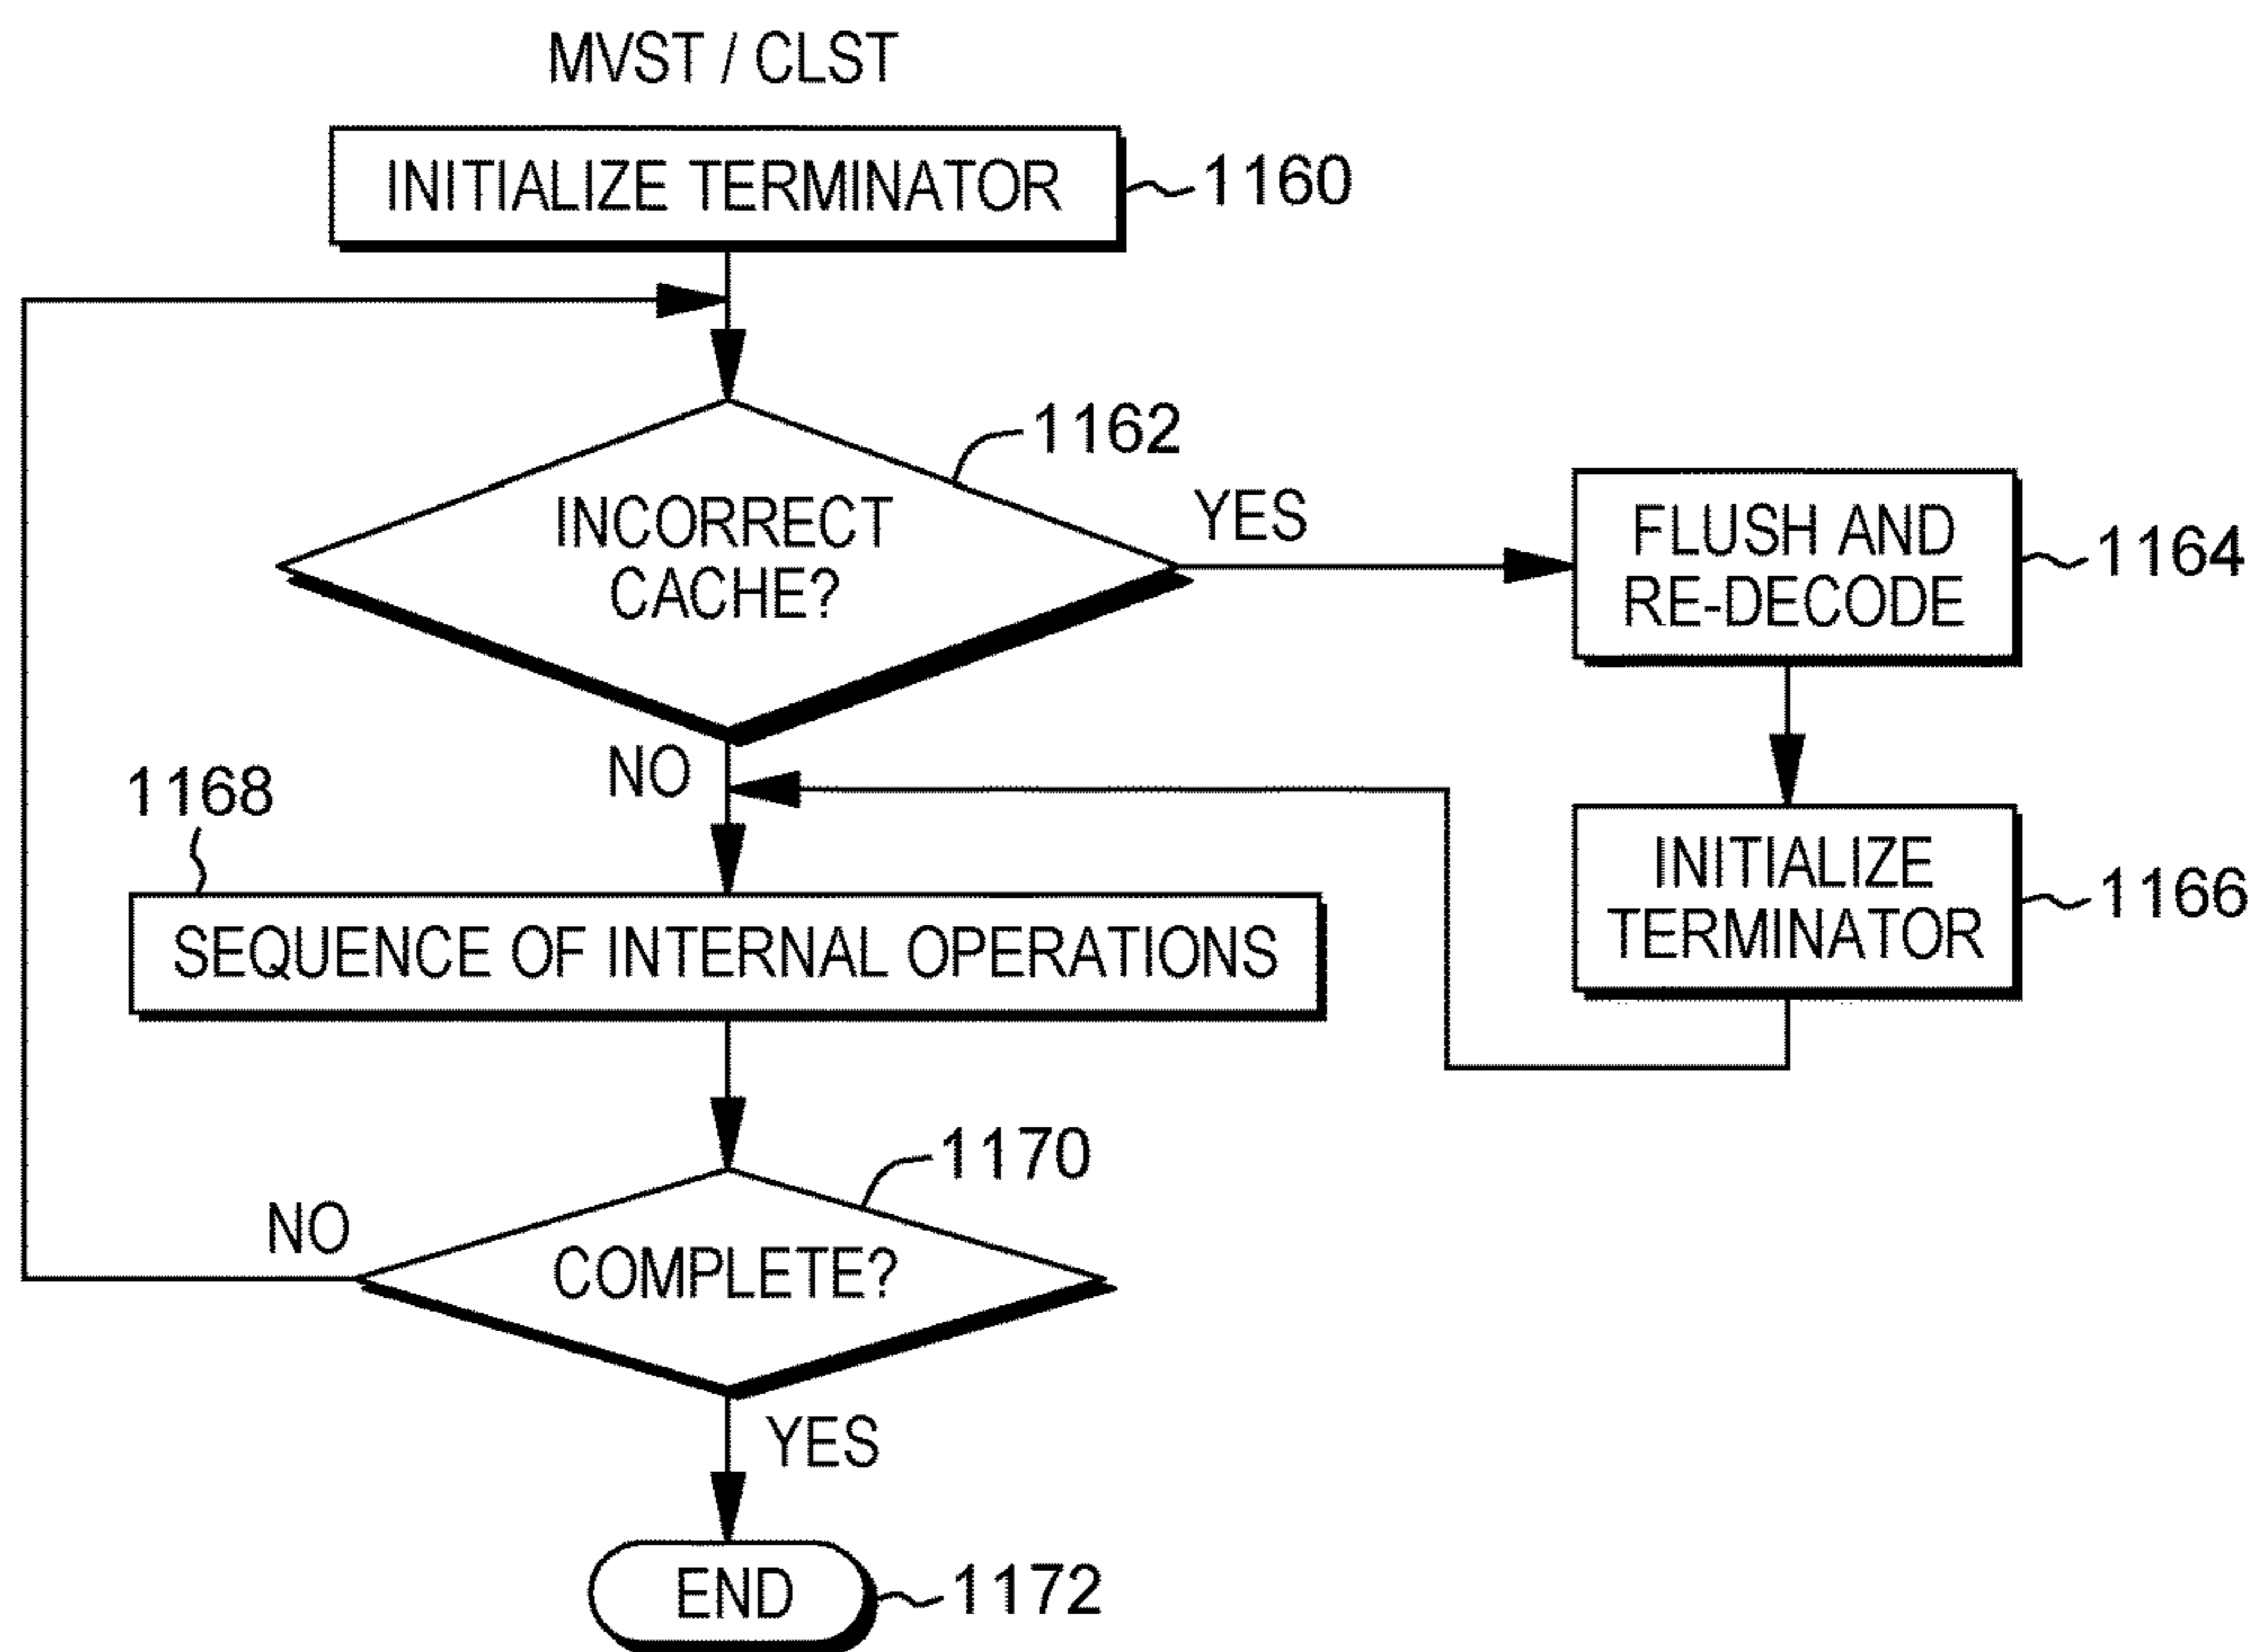 MVST / CLST
INITIALIZE TERMINATOR
1160
1162
INCORRECT
CACHE?
YES
FLUSH AND
RE-DECODE
1164
NO
1168
INITIALIZE
TERMINATOR
1166
SEQUENCE OF INTERNAL OPERATIONS
1170
NO
COMPLETE?
YES
END
1172